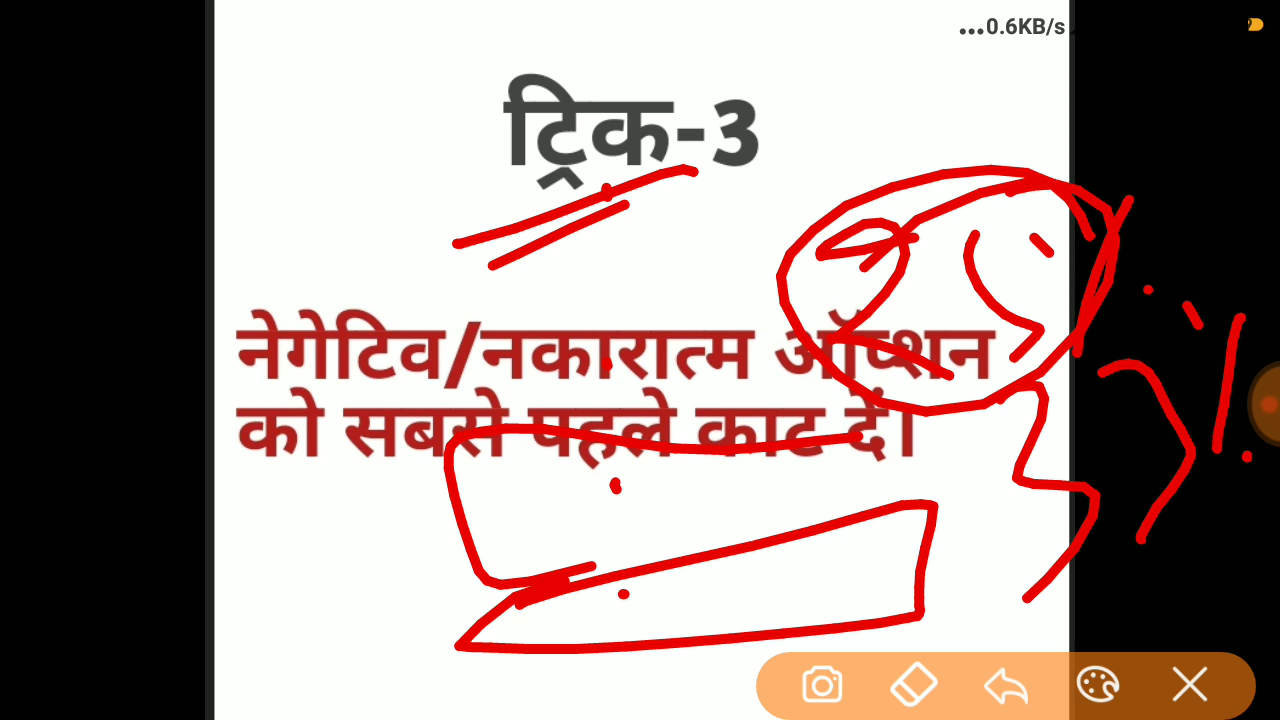 ...0.6KB/s
ट्रिक-3
नेगेटिव/नकारात्म ऑप्शन
को सबसे पहले काट दें।